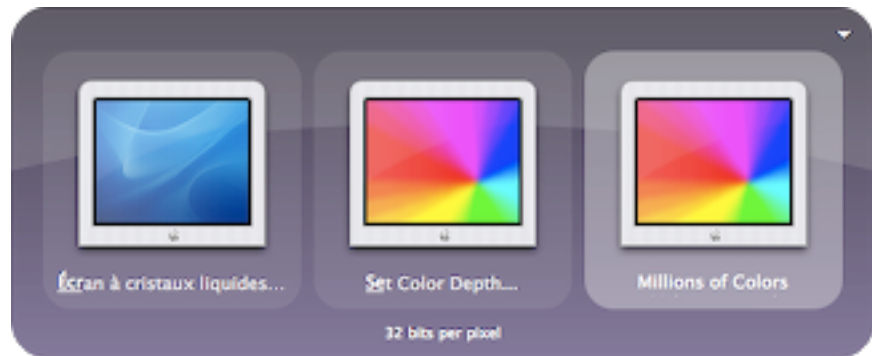 Écran à cristaux liquides...
Set Color Depth....
Millions of Colors
32 bits per pixel